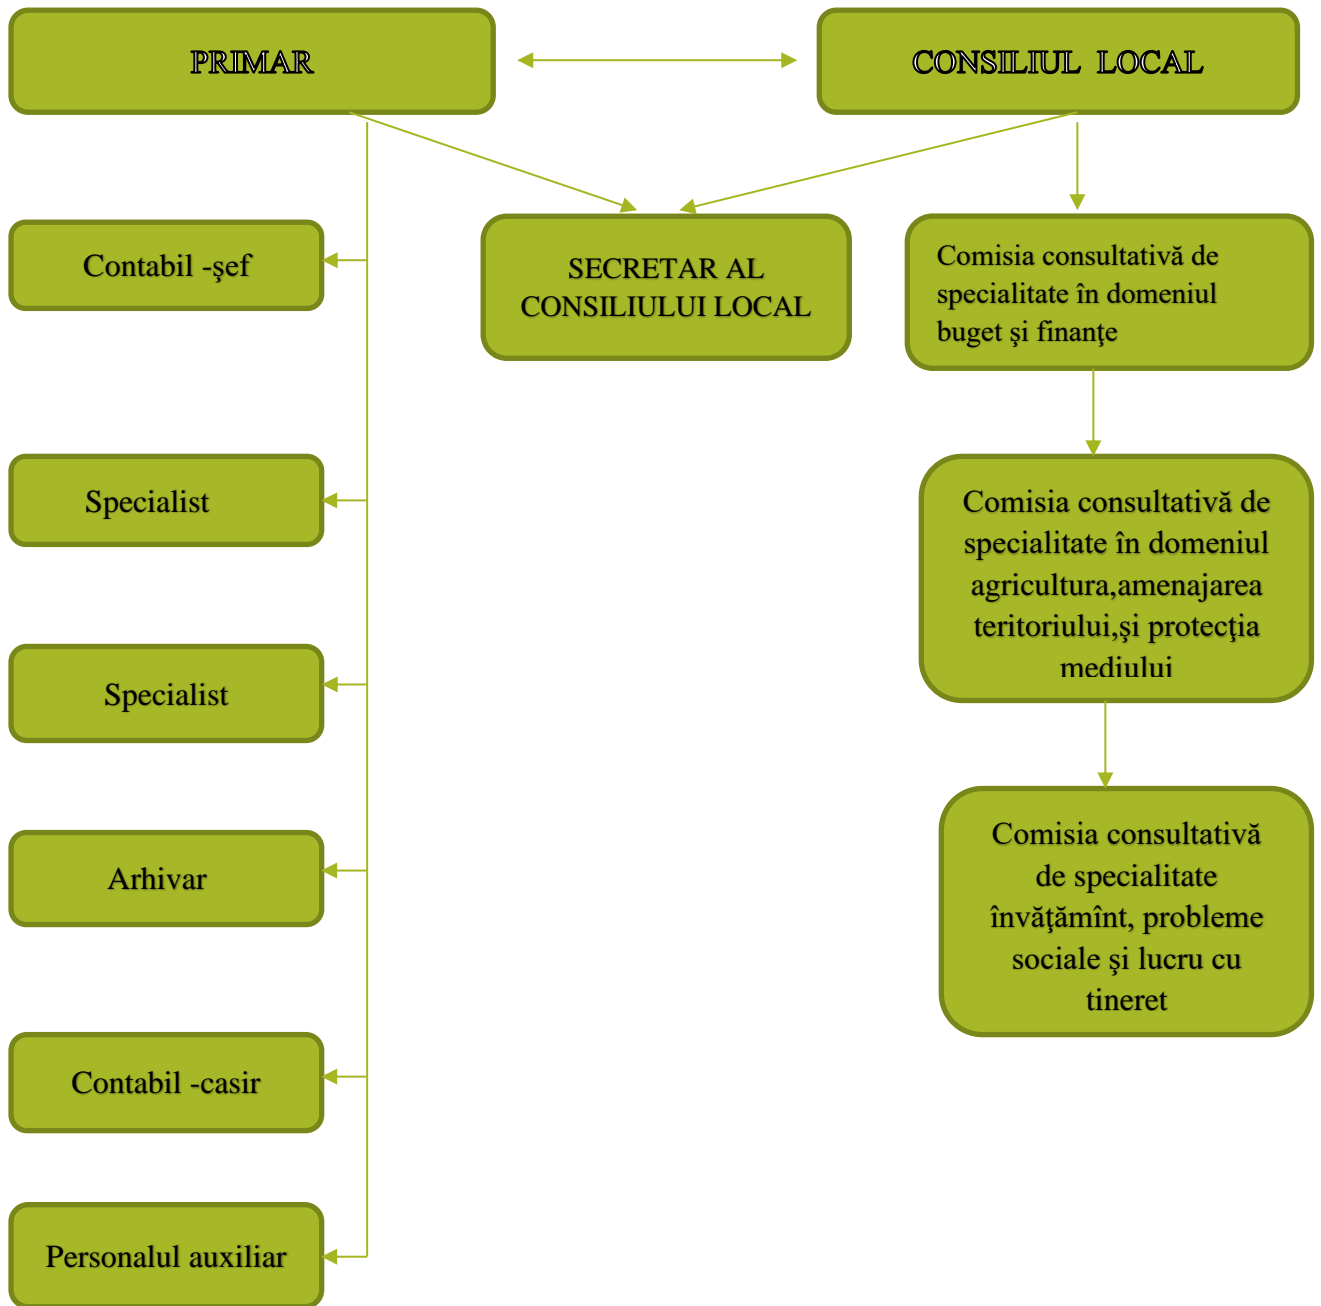 PRIMAR
CONSILIUL LOCAL
Contabil -şef
SECRETAR AL
CONSILIULUI LOCAL
Comisia consultativă de
specialitate în domeniul
buget şi finanţe
Specialist
Comisia consultativă de
specialitate în domeniul
agricultura,amenajarea
teritoriului,şi protecţia
mediului
Specialist
Arhivar
Comisia consultativă
de specialitate
învăţămînt, probleme
sociale şi lucru cu
tineret
Contabil -casir
Personalul auxiliar